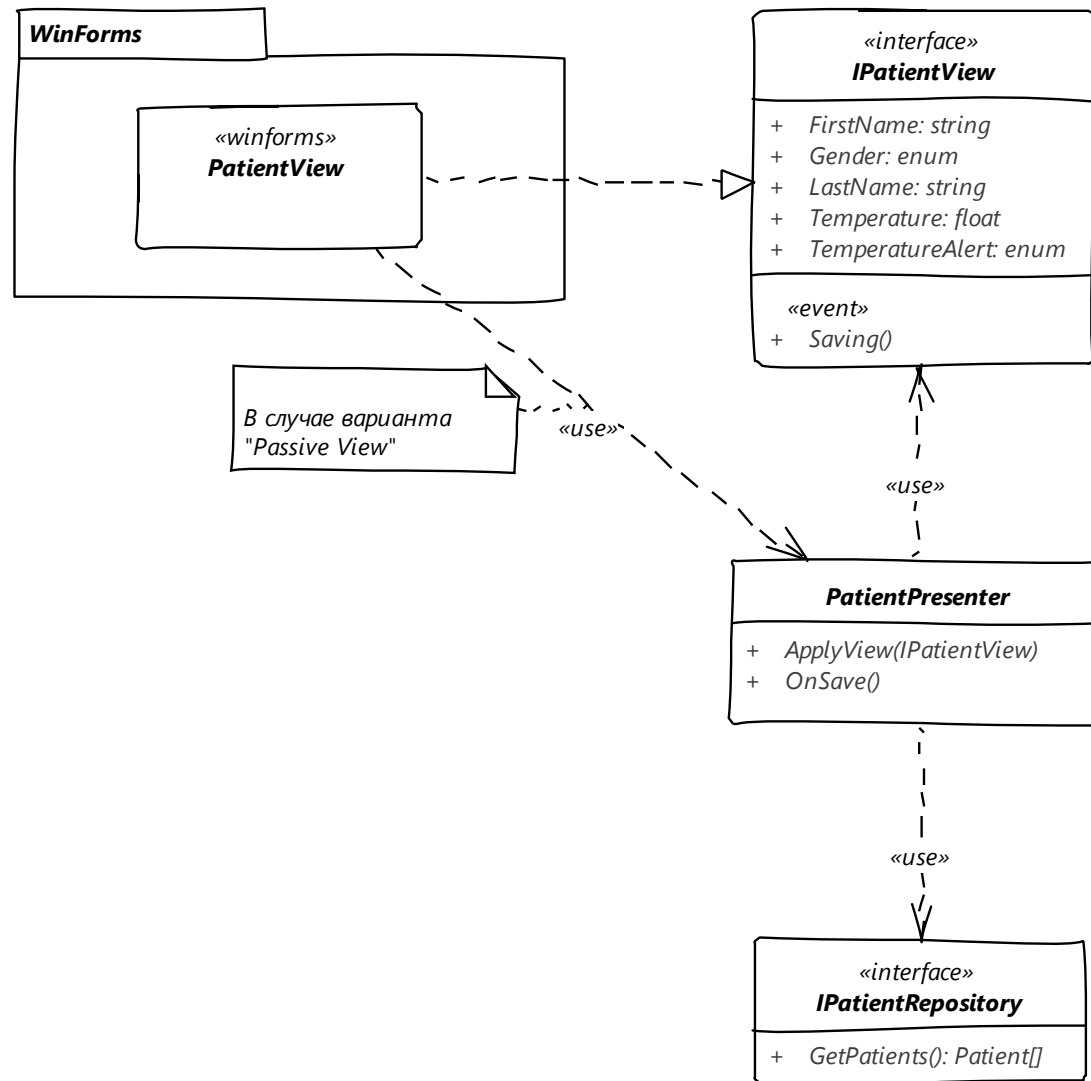 WinForms
«winforms»
PatientView
«interface»
IPatientView
+ FirstName: string
+ Gender: enum
+ LastName: string
+ Temperature: float
+ TemperatureAlert: enum
«event»
+ Saving()
В случае варианта
"Passive View"
«use»
«use»
PatientPresenter
+ ApplyView(IPatientView)
+ OnSave()
«use»
«interface»
IPatientRepository
+ GetPatients(): Patient[]